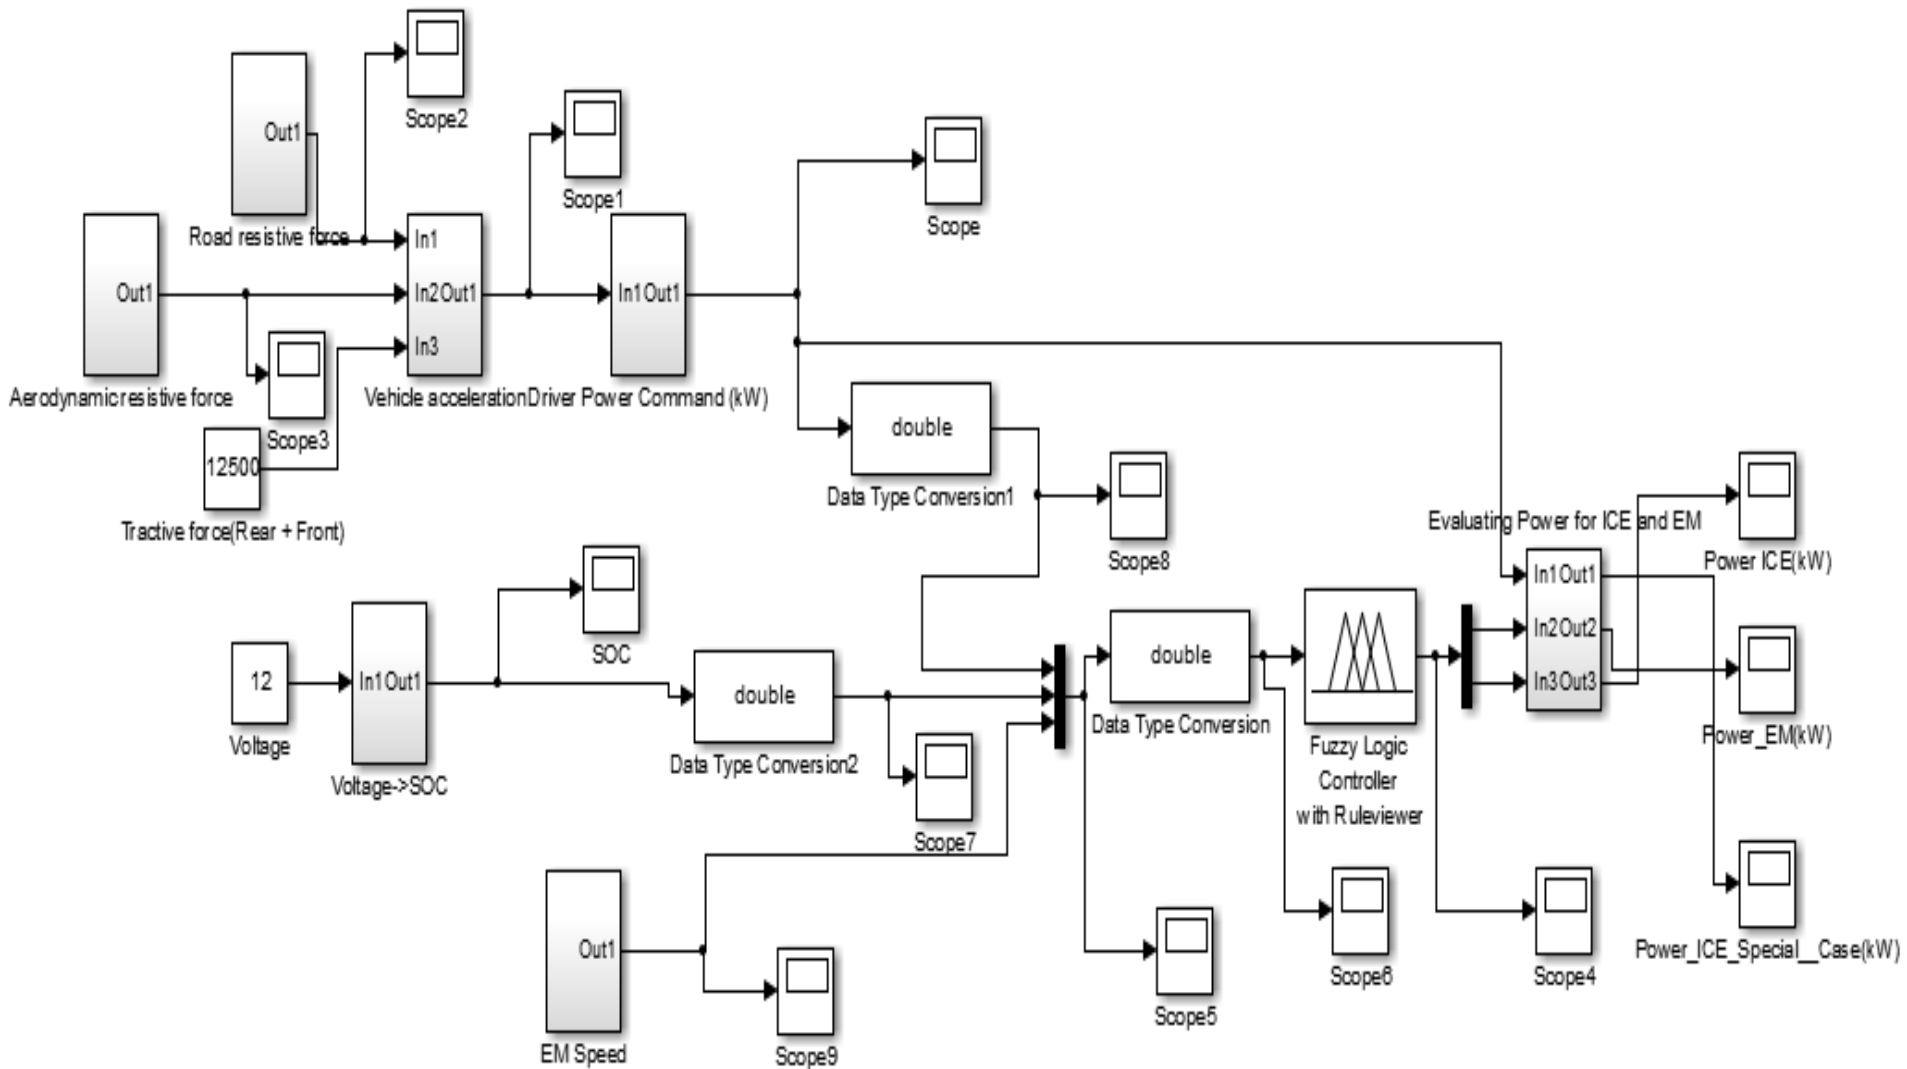 Scope2
Out1
Scope1
Scope
Road resistive force
In1
Out1
In2 Out1
In1 Out1
In3
Aerodynamic resistive force
Vehicle acceleration
Driver Power Command (kW)
double
Scope3
12500
Data Type Conversion1
Tractive force(Rear + Front)
Evaluating Power for ICE and EM
Scope8
Power ICE(kW)
In1 Out1
In2 Out2
In3 Out3
SOC
double
12
In1 Out1
double
Voltage
Data Type Conversion
Power_EM(kW)
Data Type Conversion2
Fuzzy Logic
Controller
with Ruleviewer
Voltage->SOC
Scope7
Out1
Power_ICE_Special__Case(kW)
Scope6
Scope4
Scope5
EM Speed
Scope9